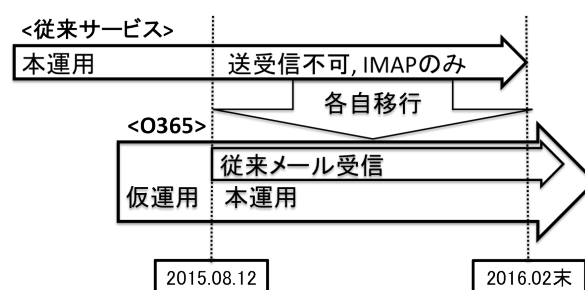 <従来サービス>
本運用
送受信不可, IMAPのみ
各自移行
<O365>
従来メール受信
仮運用
本運用
2015.08.12
2016.02末